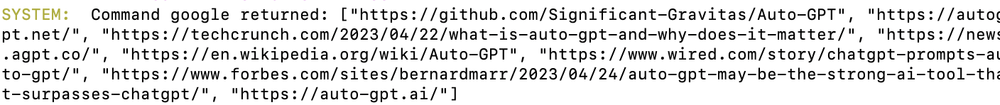 SYSTEM:  Command google returned: ["https://github.com/Significant-Gravitas/Auto-GPT", "https://autog
pt.net/", "https://techcrunch.com/2023/04/22/what-is-auto-gpt-and-why-does-it-matter/", "https://news
.agpt.co/", "https://en.wikipedia.org/wiki/Auto-GPT", "https://www.wired.com/story/chatgpt-prompts-au
to-gpt/", "https://www.forbes.com/sites/bernardmarr/2023/04/24/auto-gpt-may-be-the-strong-ai-tool-tha
t-surpasses-chatgpt/", "https://auto-gpt.ai/"]